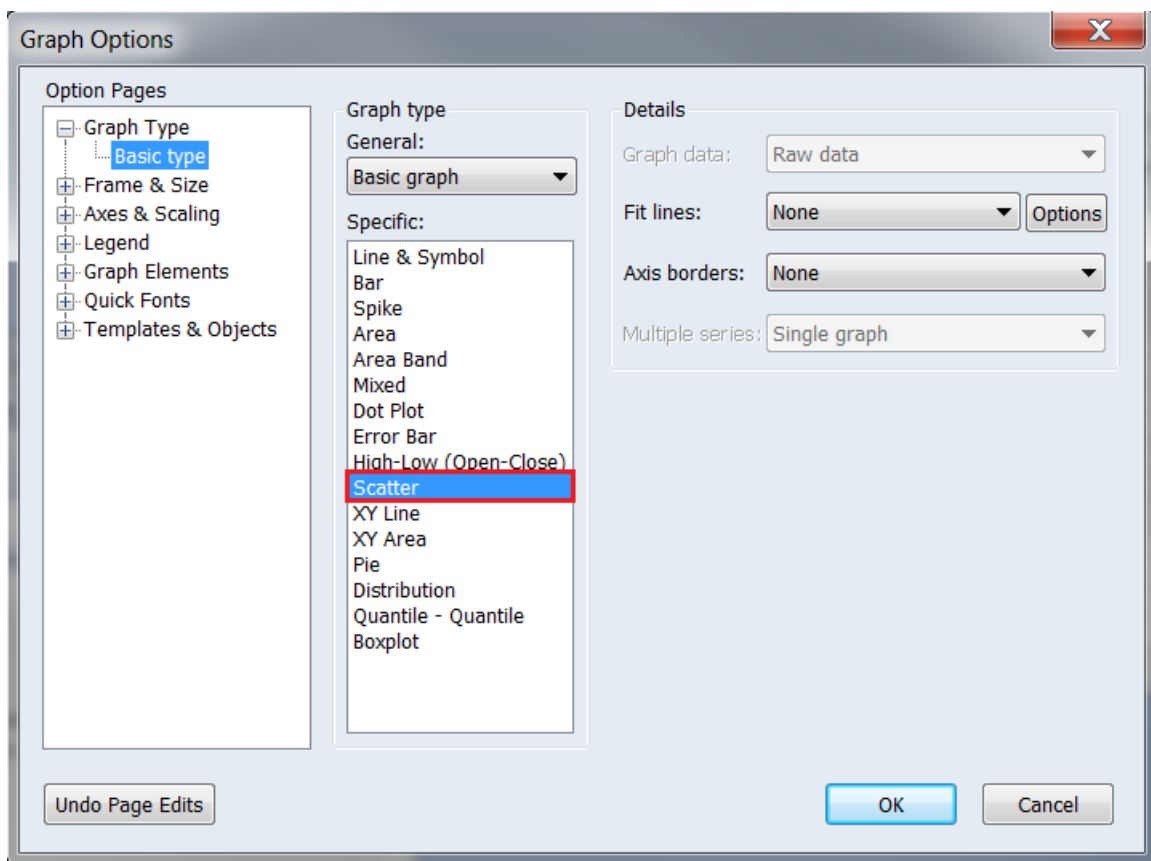 Graph Options
X
Option Pages
Graph Type
Basic type
Frame & Size
Axes & Scaling
Legend
Graph Elements
Quick Fonts
Templates & Objects
Graph type
General:
Basic graph
Specific:
Line & Symbol
Bar
Spike
Area
Area Band
Mixed
Dot Plot
Error Bar
High-Low (Open-Close)
Scatter
XY Line
XY Area
Pie
Distribution
Quantile - Quantile
Boxplot
Details
Graph data: Raw data
Fit lines: None Options
Axis borders: None
Multiple series: Single graph
Undo Page Edits
OK
Cancel